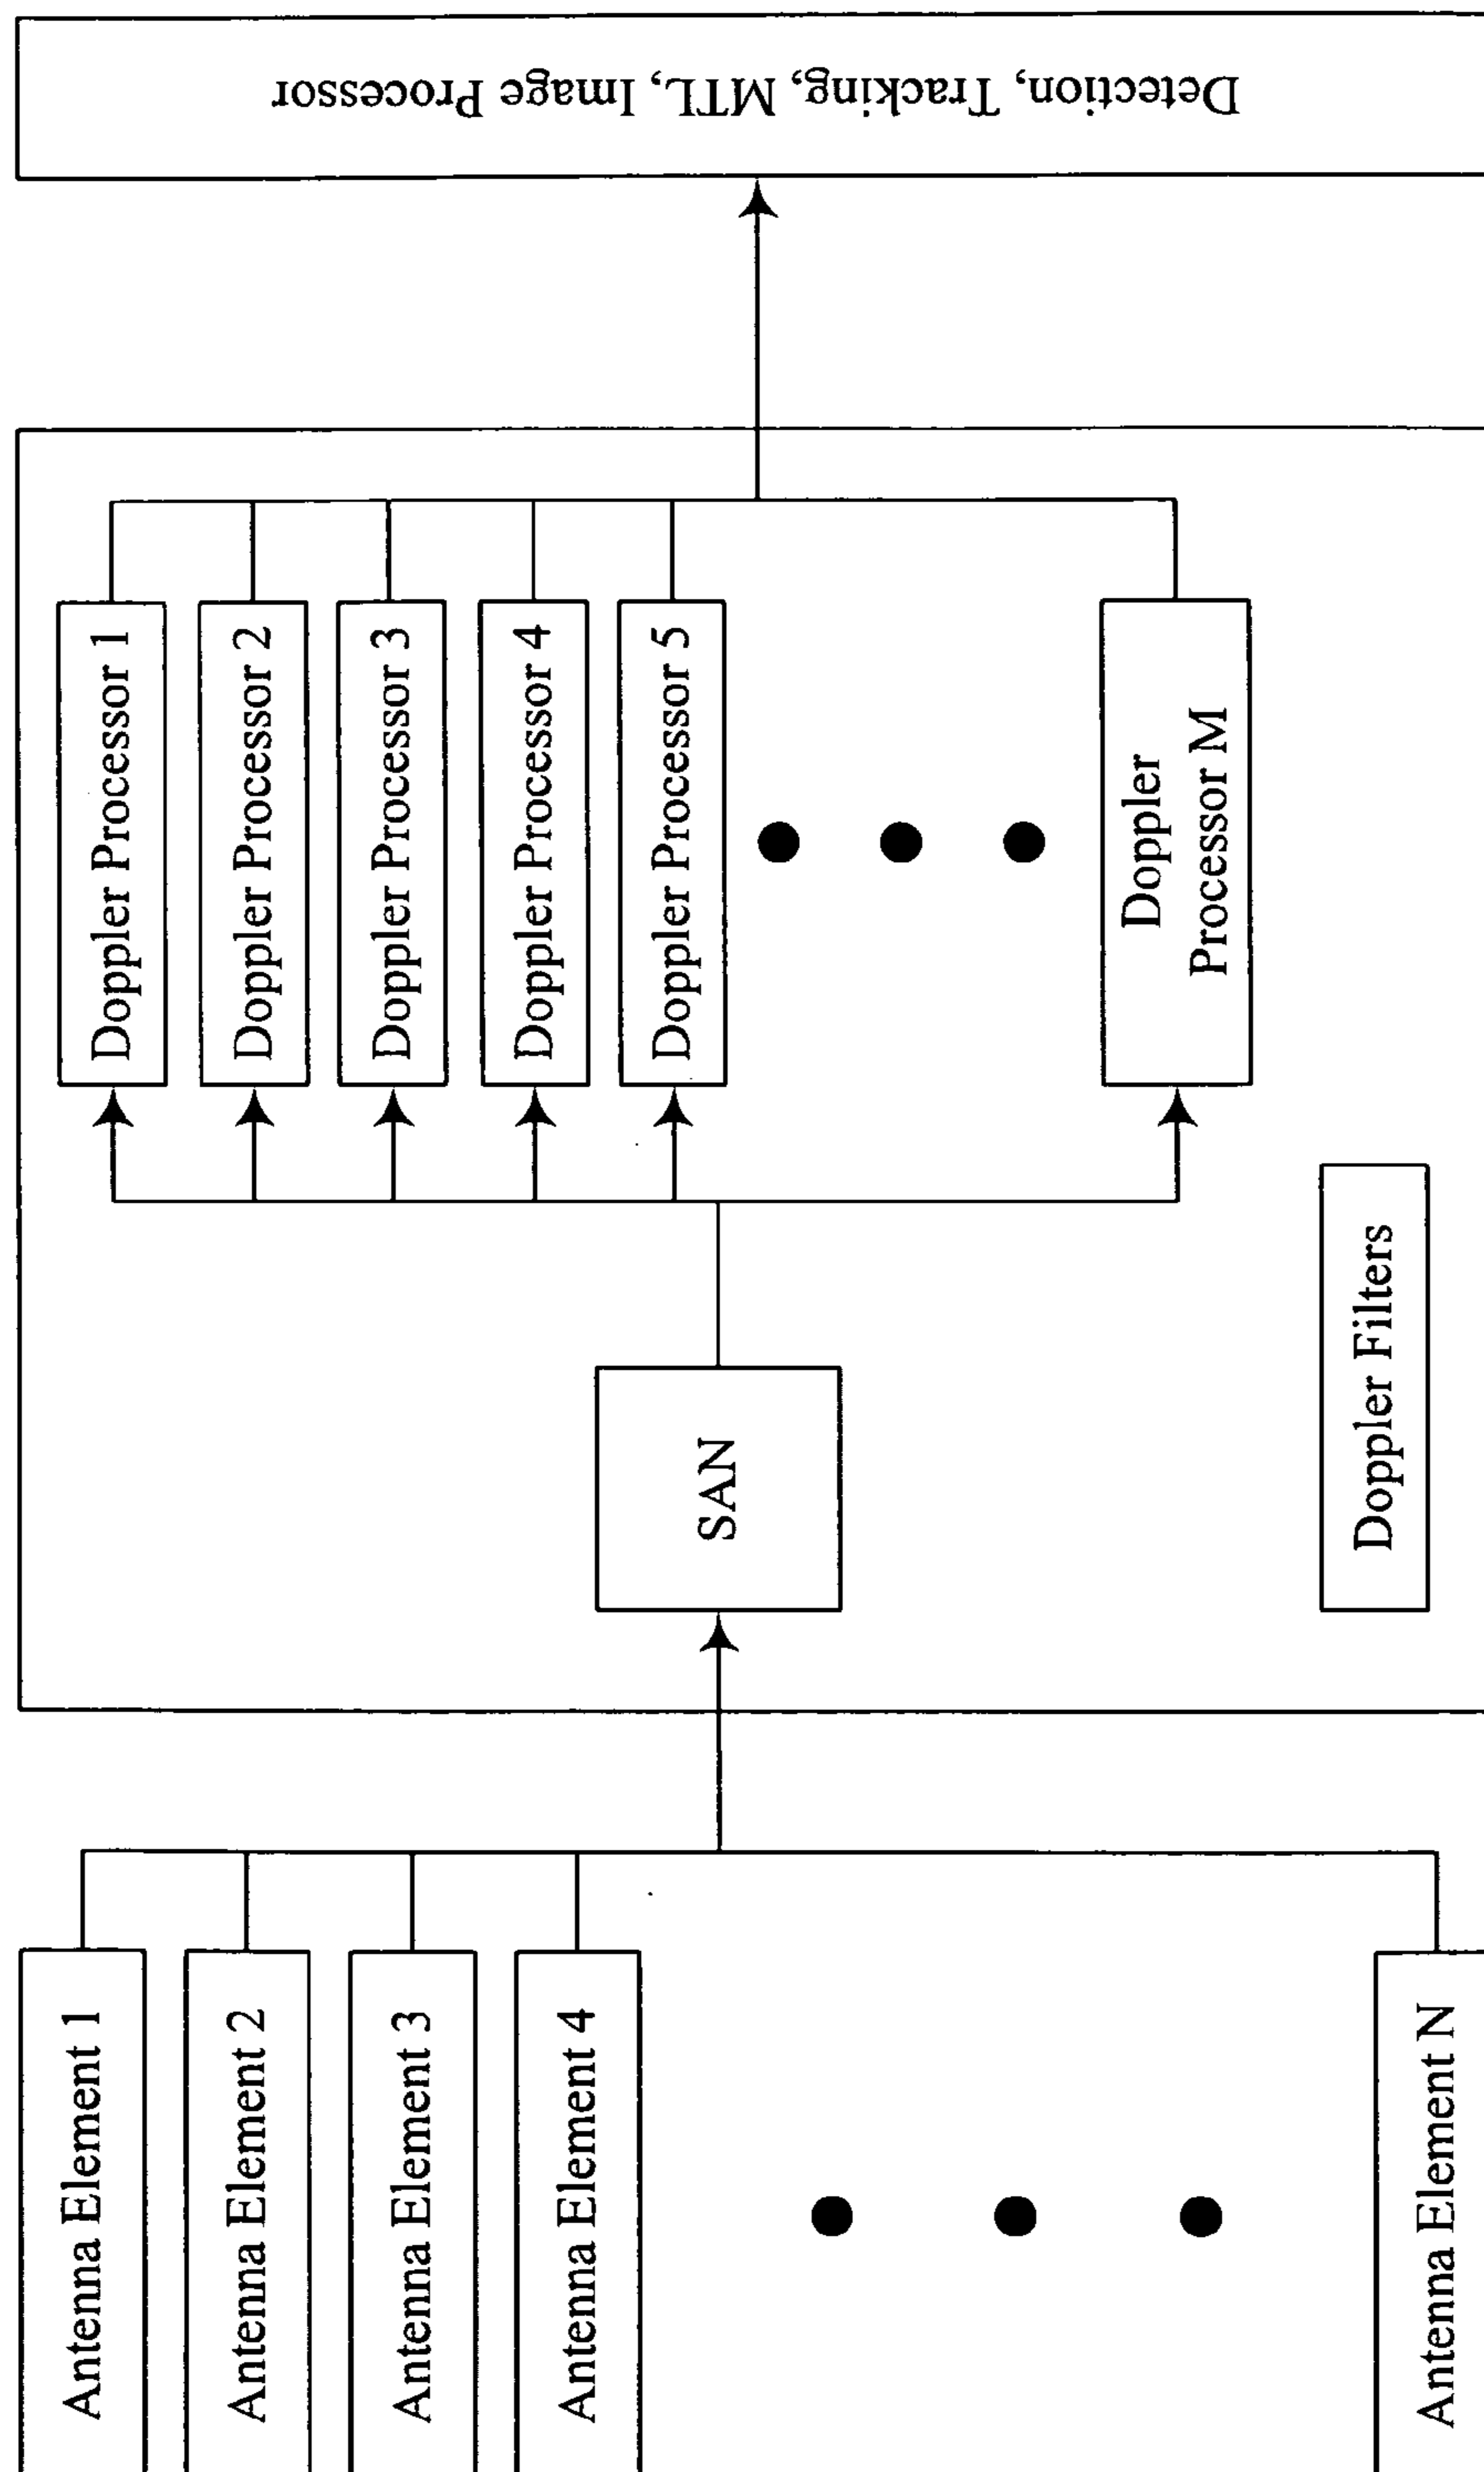 Antenna Element 1
Antenna Element 2
Antenna Element 3
Antenna Element 4
Antenna Element N
SAN
Doppler Filters
Doppler Processor 1
Doppler Processor 2
Doppler Processor 3
Doppler Processor 4
Doppler Processor 5
Doppler
Processor M
Detection, Tracking, MTL, Image Processor